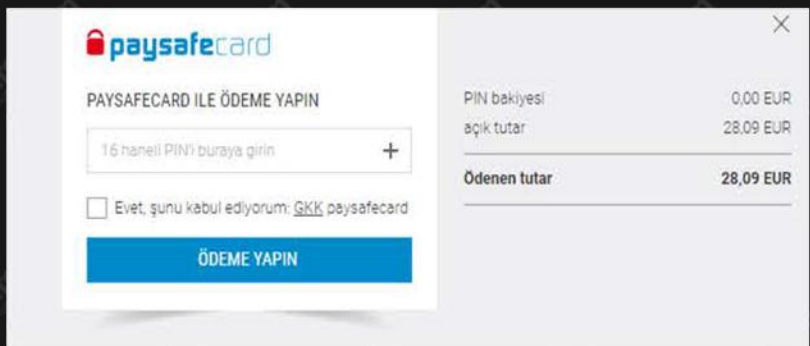 paysafecard
PAYSAFECARD ILE ÖDEME YAPIN
16 haneli PIN'i buraya girin +
Evet, şunu kabul ediyorum: GKK paysafecard
ÖDEME YAPIN
PIN bakiyesi 0,00 EUR
açık tutar 28,09 EUR
Ödenen tutar 28,09 EUR